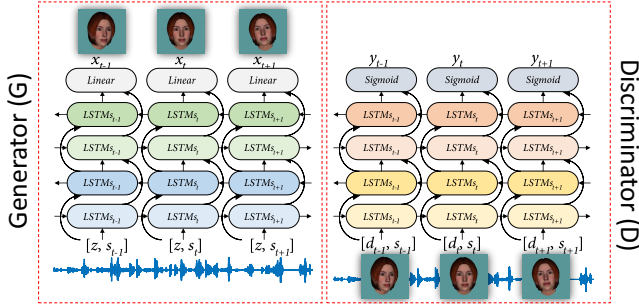 Generator (G)
x_{t-1} x_t x_{t+1}
Linear Linear Linear
LSTMs_{t-1} LSTMs_t LSTMs_{t+1}
LSTMs_{t-1} LSTMs_t LSTMs_{t+1}
LSTMs_{t-1} LSTMs_t LSTMs_{t+1}
LSTMs_{t-1} LSTMs_t LSTMs_{t+1}
[z, s_{t-1}] [z, s_t] [z, s_{t+1}]
y_{t-1} y_t y_{t+1}
Sigmoid Sigmoid Sigmoid
LSTMs_{t-1} LSTMs_t LSTMs_{t+1}
LSTMs_{t-1} LSTMs_t LSTMs_{t+1}
LSTMs_{t-1} LSTMs_t LSTMs_{t+1}
LSTMs_{t-1} LSTMs_t LSTMs_{t+1}
[d_{t-1}, s_{t-1}] [d_t, s_t] [d_{t+1}, s_{t+1}]
Discriminator (D)